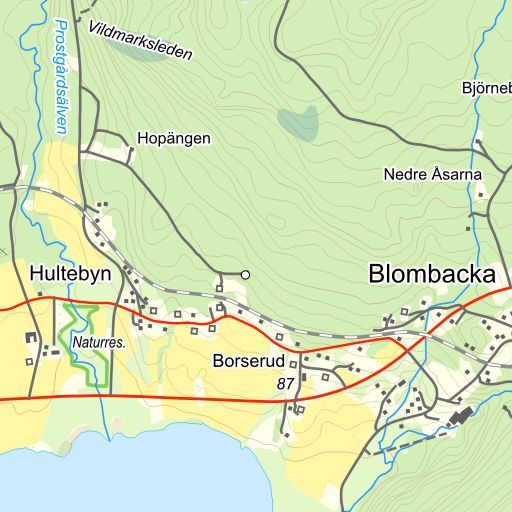 Vildmarksleden
Prostgårdsälven
Björneb
Hopängen
Nedre Åsarna
Hultebyn
Blombacka
Naturres.
Borserud
87